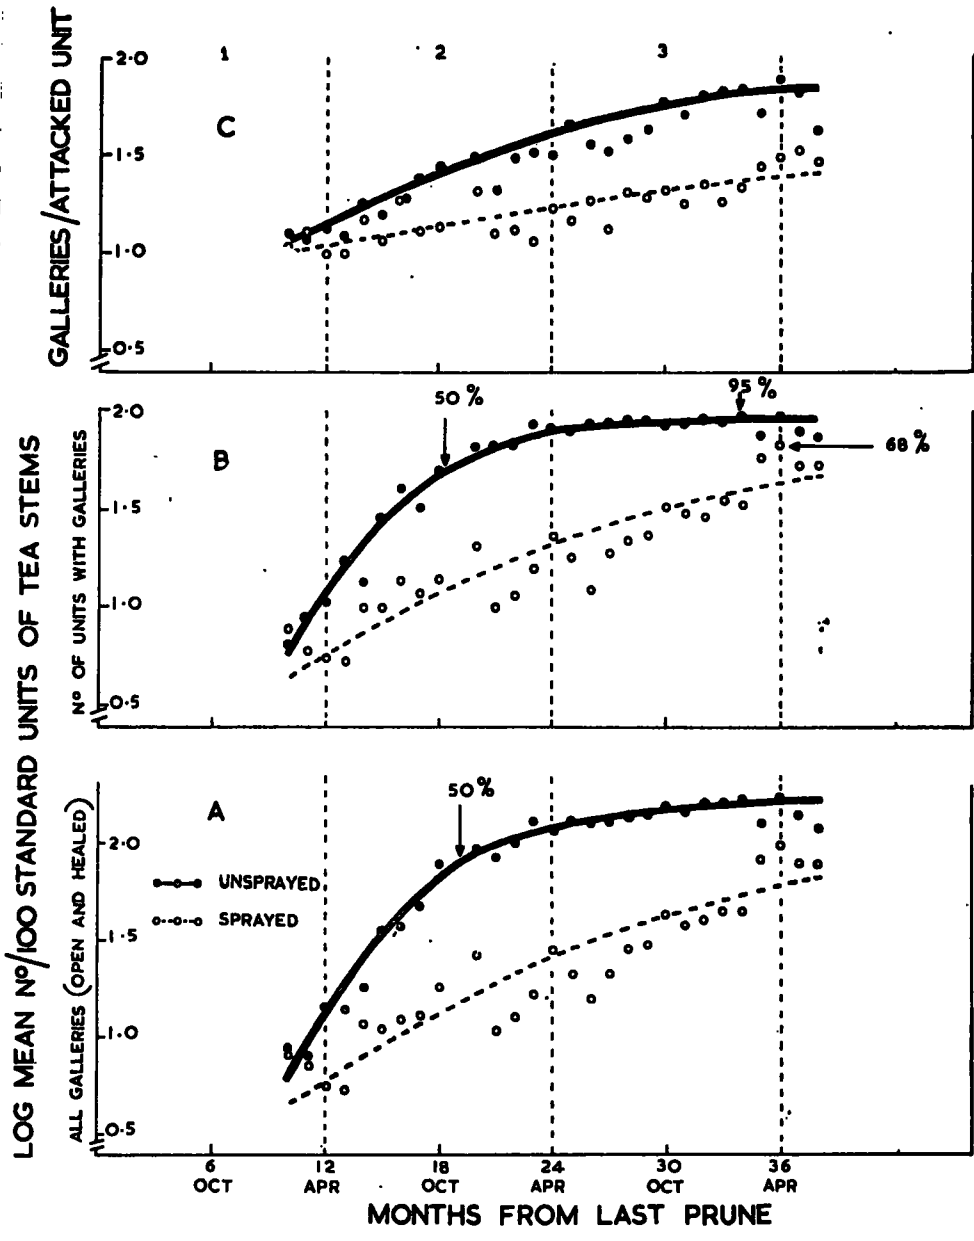 GALLERIES/ATTACKED UNIT
1 2 3
C
2·0
1·5
1·0
0·5
LOG MEAN Nº/100 STANDARD UNITS OF TEA STEMS
Nº OF UNITS WITH GALLERIES
B
50%
95%
68%
2·0
1·5
1·0
0·5
ALL GALLERIES (OPEN AND HEALED)
A
50%
UNSPRAYED
SPRAYED
2·0
1·5
1·0
0·5
6 12 18 24 30 36
OCT APR OCT APR OCT APR
MONTHS FROM LAST PRUNE